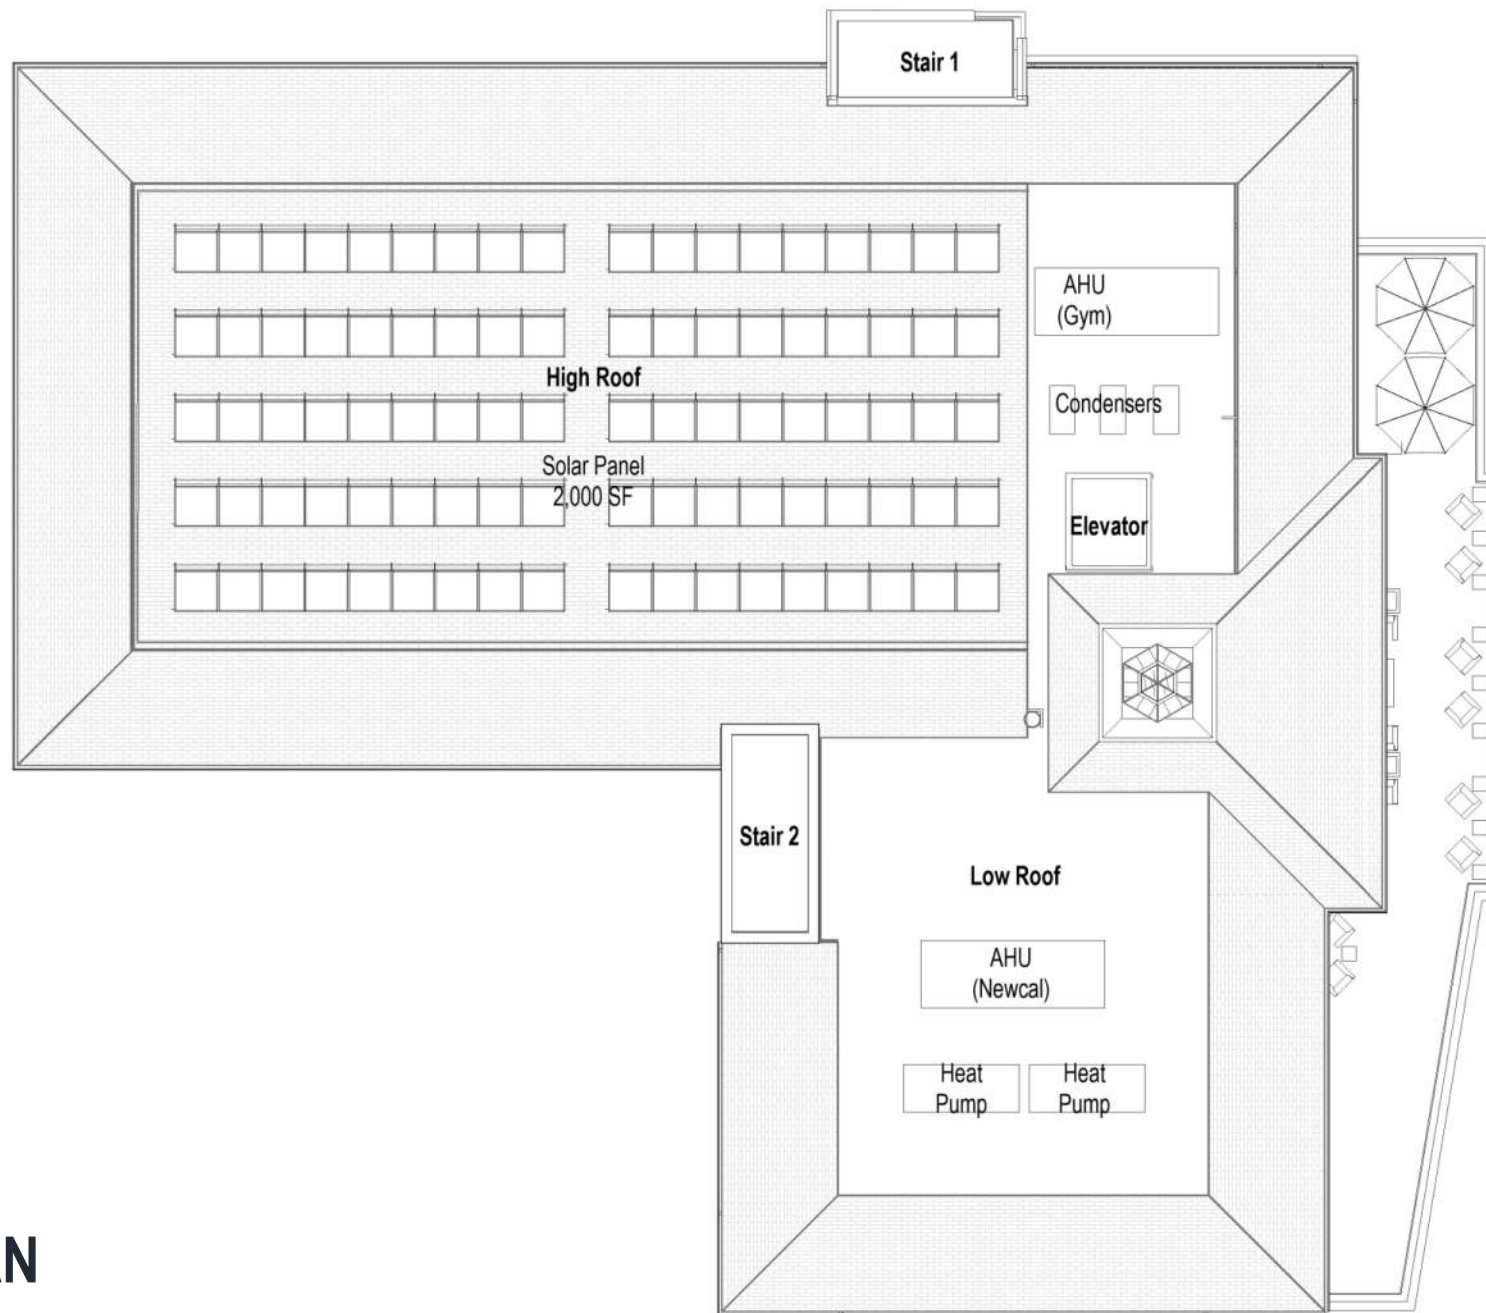 Stair 1
AHU
(Gym)
High Roof
Condensers
Solar Panel
2,000 SF
Elevator
Stair 2
Low Roof
AHU
(Newcal)
Heat
Pump
Heat
Pump
AN